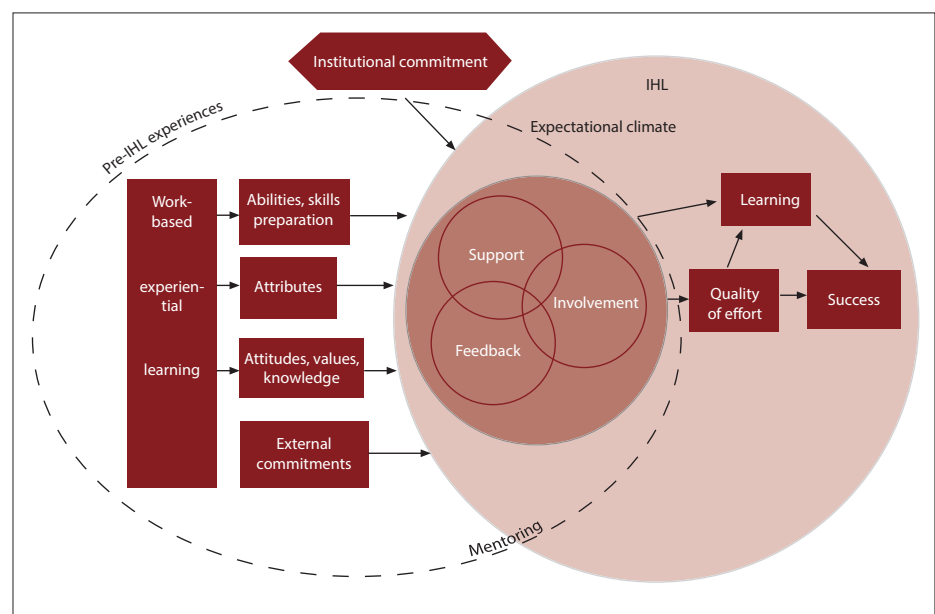 Institutional commitment
IHL
Expectational climate
Pre-IHL experiences
Work-
based
experien-
tial
learning
Abilities, skills
preparation
Attributes
Attitudes, values,
knowledge
External
commitments
Support
Involvement
Feedback
Learning
Quality
of effort
Success
Mentoring